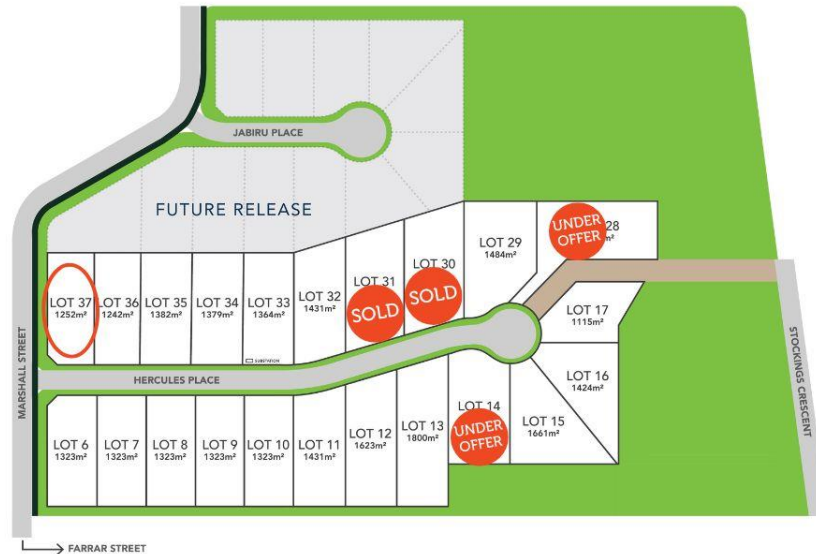 JABIRU PLACE
FUTURE RELEASE
LOT 37
1252m²
LOT 36
1242m²
LOT 35
1382m²
LOT 34
1379m²
LOT 33
1364m²
SUBSTATION
LOT 32
1431m²
LOT 31
SOLD
LOT 30
SOLD
LOT 29
1484m²
UNDER
OFFER
28
m²
LOT 17
1115m²
LOT 16
1424m²
LOT 15
1661m²
LOT 14
UNDER
OFFER
LOT 13
1800m²
LOT 12
1623m²
LOT 11
1431m²
LOT 10
1323m²
LOT 9
1323m²
LOT 8
1323m²
LOT 7
1323m²
LOT 6
1323m²
HERCULES PLACE
MARSHALL STREET
STOCKINGS CRESCENT
FARRAR STREET